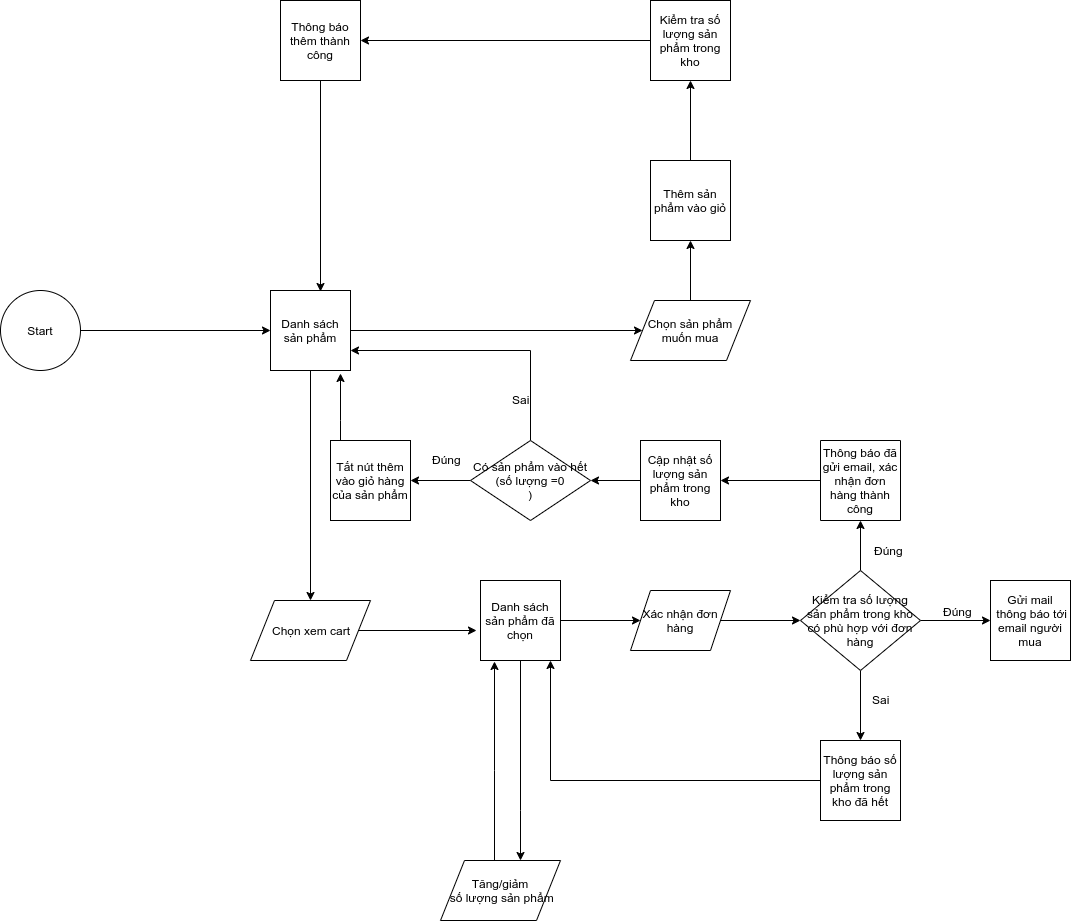 Thông báo
thêm thành
công
Kiểm tra số
lượng sản
phẩm trong
kho
Thêm sản
phẩm vào giỏ
Start
Danh sách
sản phẩm
Chọn sản phẩm
muốn mua
Sai
Tắt nút thêm
vào giỏ hàng
của sản phẩm
Đúng
Có sản phẩm vào hết
(số lượng =0
)
Cập nhật số
lượng sản
phẩm trong
kho
Thông báo đã
gửi email, xác
nhận đơn
hàng thành
công
Đúng
Chọn xem cart
Danh sách
sản phẩm đã
chọn
Xác nhận đơn
hàng
Kiểm tra số lượng
sản phẩm trong kho
có phù hợp với đơn
hàng
Đúng
Gửi mail
thông báo tới
email người
mua
Sai
Thông báo số
lượng sản
phẩm trong
kho đã hết
Tăng/giảm
số lượng sản phẩm